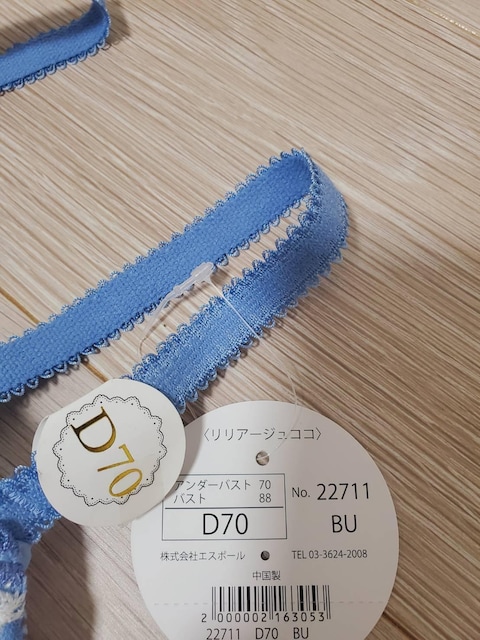 D70
〈リリアージュココ〉
アンダーバスト 70
バスト 88
D70
No. 22711
BU
株式会社エスポール
TEL 03-3624-2008
中国製
2 000002 163053
22711 D70 BU